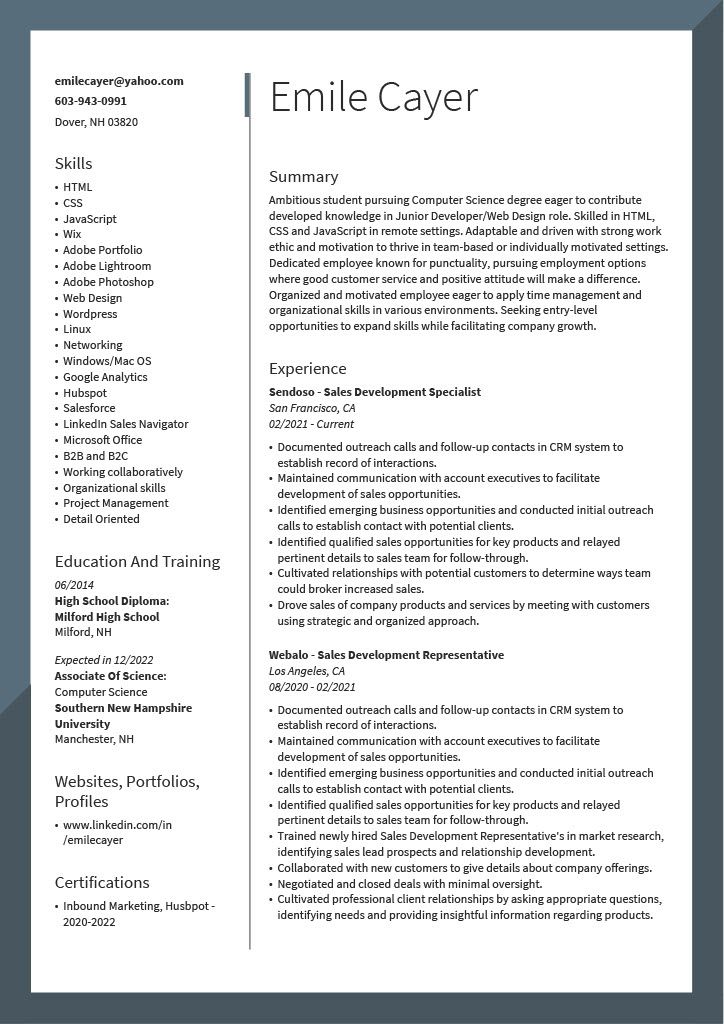 emilecayer@yahoo.com
603-943-0991
Dover, NH 03820
Skills
• HTML
• CSS
• JavaScript
• Wix
• Adobe Portfolio
• Adobe Lightroom
• Adobe Photoshop
• Web Design
• Wordpress
• Linux
• Networking
• Windows/Mac OS
• Google Analytics
• Hubspot
• Salesforce
• LinkedIn Sales Navigator
• Microsoft Office
• B2B and B2C
• Working collaboratively
• Organizational skills
• Project Management
• Detail Oriented
Education And Training
06/2014
High School Diploma:
Milford High School
Milford, NH
Expected in 12/2022
Associate Of Science:
Computer Science
Southern New Hampshire
University
Manchester, NH
Websites, Portfolios,
Profiles
• www.linkedin.com/in
/emilecayer
Certifications
• Inbound Marketing, Husbpot -
2020-2022
Emile Cayer
Summary
Ambitious student pursuing Computer Science degree eager to contribute
developed knowledge in Junior Developer/Web Design role. Skilled in HTML,
CSS and JavaScript in remote settings. Adaptable and driven with strong work
ethic and motivation to thrive in team-based or individually motivated settings.
Dedicated employee known for punctuality, pursuing employment options
where good customer service and positive attitude will make a difference.
Organized and motivated employee eager to apply time management and
organizational skills in various environments. Seeking entry-level
opportunities to expand skills while facilitating company growth.
Experience
Sendoso - Sales Development Specialist
San Francisco, CA
02/2021 - Current
• Documented outreach calls and follow-up contacts in CRM system to
establish record of interactions.
• Maintained communication with account executives to facilitate
development of sales opportunities.
• Identified emerging business opportunities and conducted initial outreach
calls to establish contact with potential clients.
• Identified qualified sales opportunities for key products and relayed
pertinent details to sales team for follow-through.
• Cultivated relationships with potential customers to determine ways team
could broker increased sales.
• Drove sales of company products and services by meeting with customers
using strategic and organized approach.
Webalo - Sales Development Representative
Los Angeles, CA
08/2020 - 02/2021
• Documented outreach calls and follow-up contacts in CRM system to
establish record of interactions.
• Maintained communication with account executives to facilitate
development of sales opportunities.
• Identified emerging business opportunities and conducted initial outreach
calls to establish contact with potential clients.
• Identified qualified sales opportunities for key products and relayed
pertinent details to sales team for follow-through.
• Trained newly hired Sales Development Representative's in market research,
identifying sales lead prospects and relationship development.
• Collaborated with new customers to give details about company offerings.
• Negotiated and closed deals with minimal oversight.
• Cultivated professional client relationships by asking appropriate questions,
identifying needs and providing insightful information regarding products.